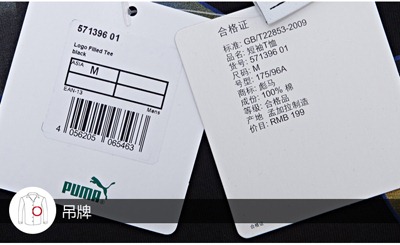 571396 01
Logo Filled Tee
black
ASIA
M
EAN-13
Mens
4 056205 065463
PUMA
合格证
标准: GB/T22853-2009
品名: 短袖T恤
货号: 571396 01
尺码: M
号型: 175/96A
商标: 彪马
成份: 100% 棉
等级: 合格品
产地: 孟加拉制造
价目: RMB 199
合格证
吊牌